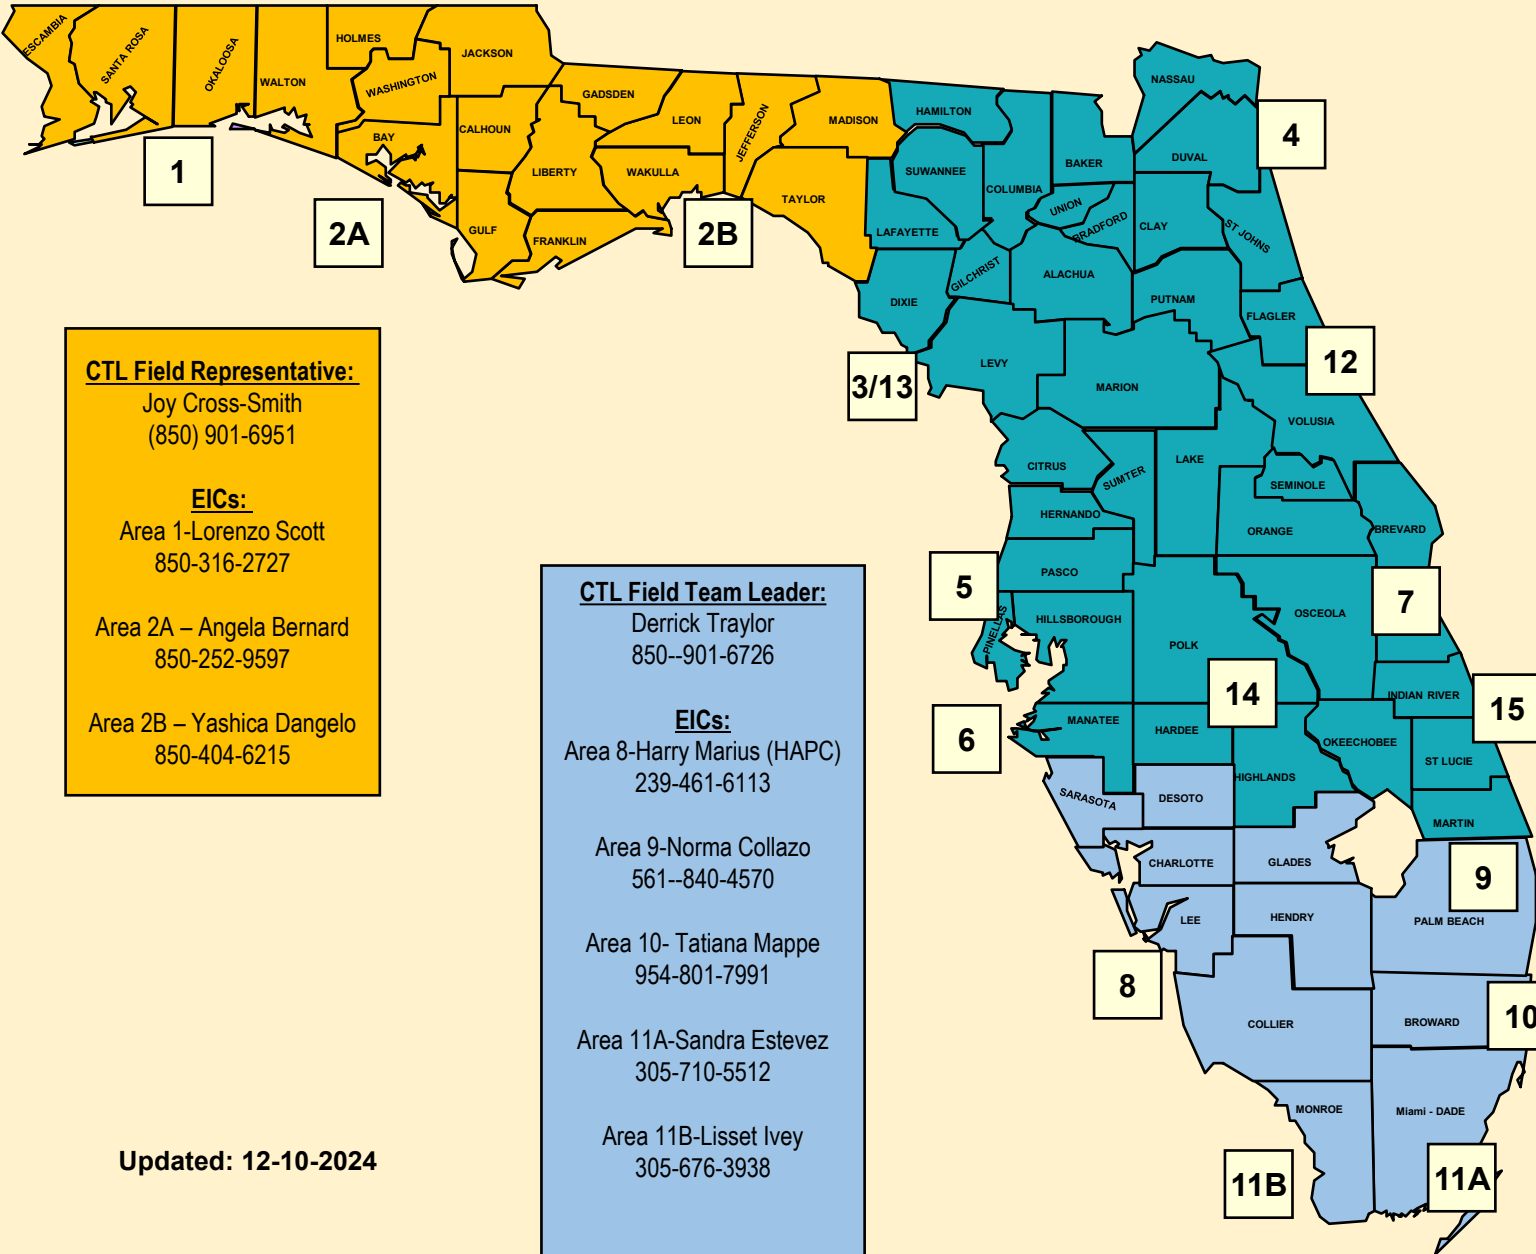 ESCAMBIA
SANTA ROSA
OKALOOSA
WALTON
HOLMES
WASHINGTON
JACKSON
BAY
CALHOUN
GULF
GADSDEN
LIBERTY
FRANKLIN
LEON
WAKULLA
JEFFERSON
MADISON
TAYLOR
HAMILTON
SUWANNEE
LAFAYETTE
COLUMBIA
BAKER
NASSAU
DUVAL
UNION
BRADFORD
CLAY
ST JOHNS
DIXIE
GILCHRIST
ALACHUA
PUTNAM
FLAGLER
LEVY
MARION
VOLUSIA
CITRUS
SUMTER
LAKE
SEMINOLE
HERNANDO
ORANGE
BREVARD
PASCO
PINELLAS
HILLSBOROUGH
POLK
OSCEOLA
INDIAN RIVER
MANATEE
HARDEE
HIGHLANDS
OKEECHOBEE
ST LUCIE
SARASOTA
DESOTO
MARTIN
CHARLOTTE
GLADES
LEE
HENDRY
PALM BEACH
COLLIER
BROWARD
MONROE
Miami - DADE
1
2A
2B
4
3/13
12
5
7
14
6
15
9
8
10
11B
11A
CTL Field Representative:
Joy Cross-Smith
(850) 901-6951
EICs:
Area 1-Lorenzo Scott
850-316-2727
Area 2A – Angela Bernard
850-252-9597
Area 2B – Yashica Dangelo
850-404-6215
CTL Field Team Leader:
Derrick Traylor
850--901-6726
EICs:
Area 8-Harry Marius (HAPC)
239-461-6113
Area 9-Norma Collazo
561--840-4570
Area 10- Tatiana Mappe
954-801-7991
Area 11A-Sandra Estevez
305-710-5512
Area 11B-Lisset Ivey
305-676-3938
Updated: 12-10-2024